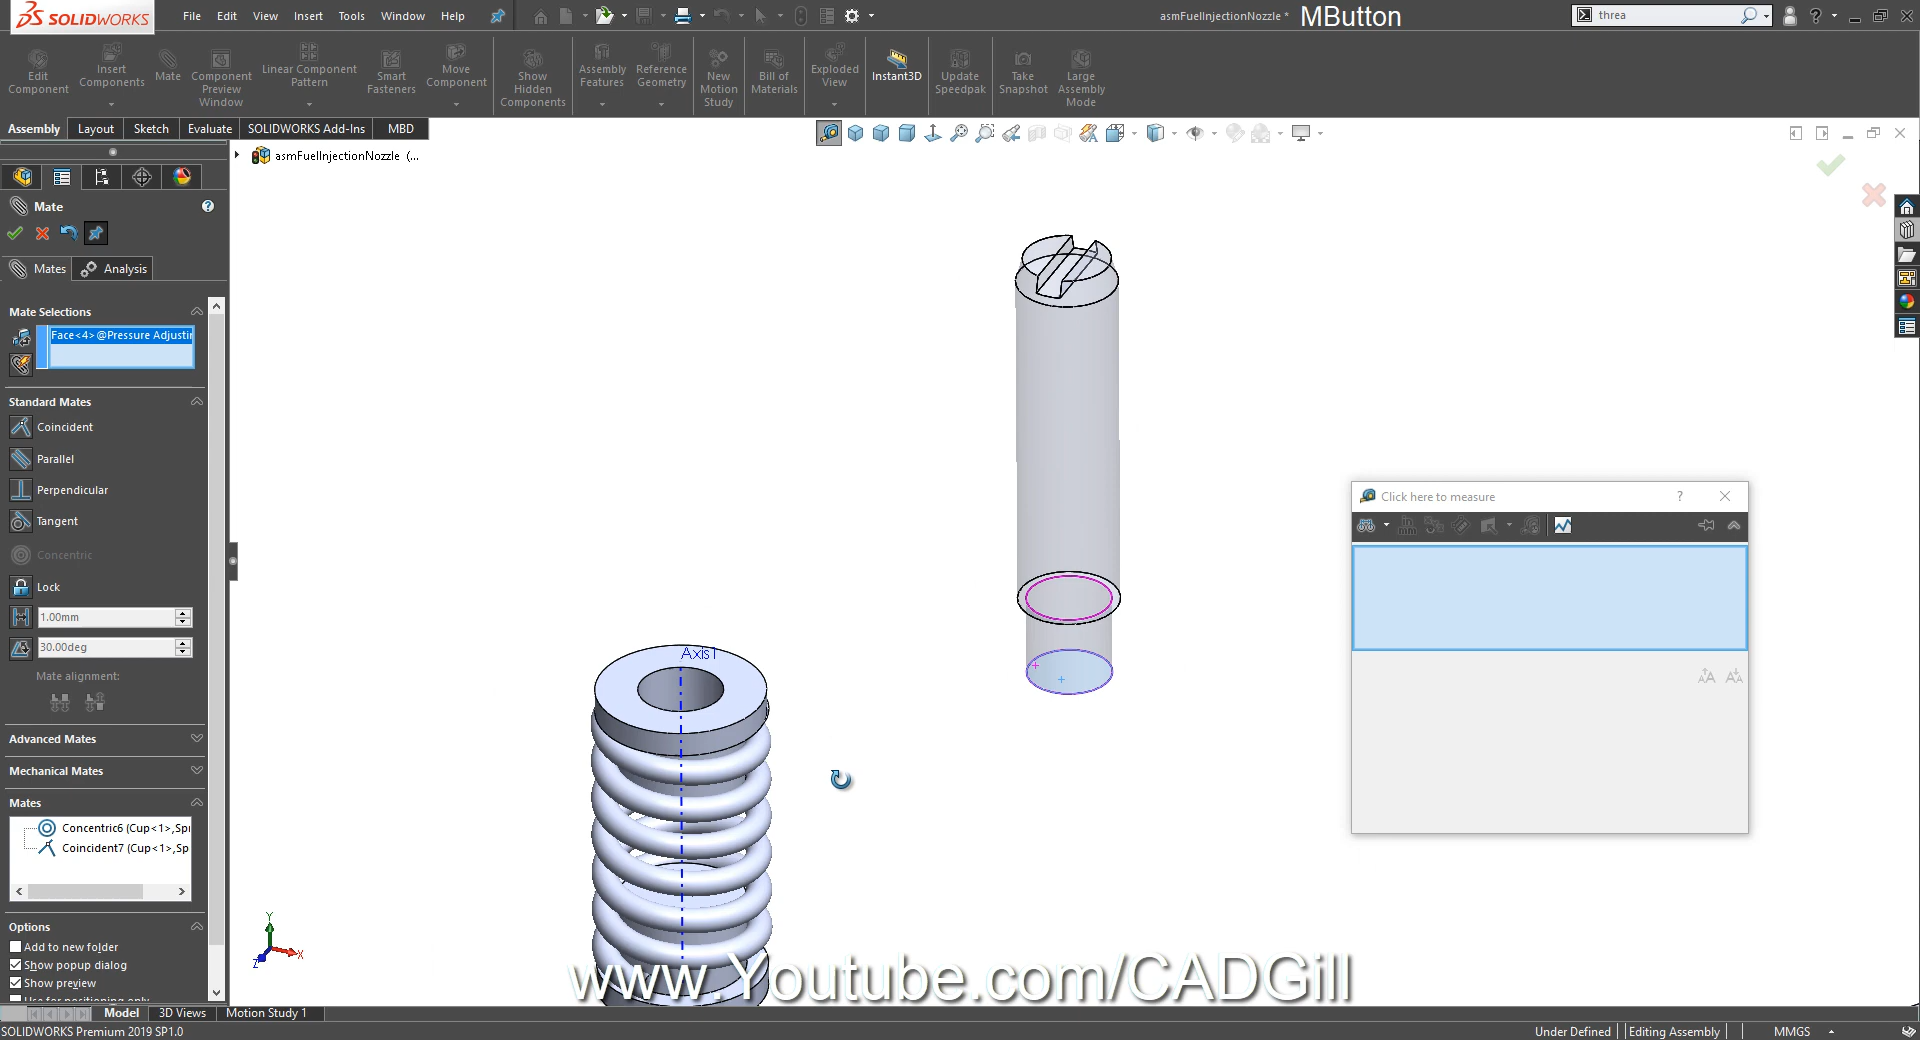 SOLIDWORKS
File Edit View Insert Tools Window Help
asmFuelInjectionNozzle *
MButton
threa
Edit Component
Insert Components
Mate
Component Preview Window
Linear Component Pattern
Smart Fasteners
Move Component
Show Hidden Components
Assembly Features
Reference Geometry
New Motion Study
Bill of Materials
Exploded View
Instant3D
Update Speedpak
Take Snapshot
Large Assembly Mode
Assembly Layout Sketch Evaluate SOLIDWORKS Add-Ins MBD
asmFuelInjectionNozzle (...
Mate
Mates Analysis
Mate Selections
Face<4>@Pressure Adjustin
Standard Mates
Coincident
Parallel
Perpendicular
Tangent
Concentric
Lock
1.00mm
30.00deg
Mate alignment:
Advanced Mates
Mechanical Mates
Mates
Concentric6 (Cup<1>,Spi
Coincident7 (Cup<1>,Sp
Options
Add to new folder
Show popup dialog
Show preview
Use for positioning only
Axis1
Click here to measure
Y
X
Z
www.Youtube.com/CADGill
Model 3D Views Motion Study 1
SOLIDWORKS Premium 2019 SP1.0
Under Defined Editing Assembly MMGS